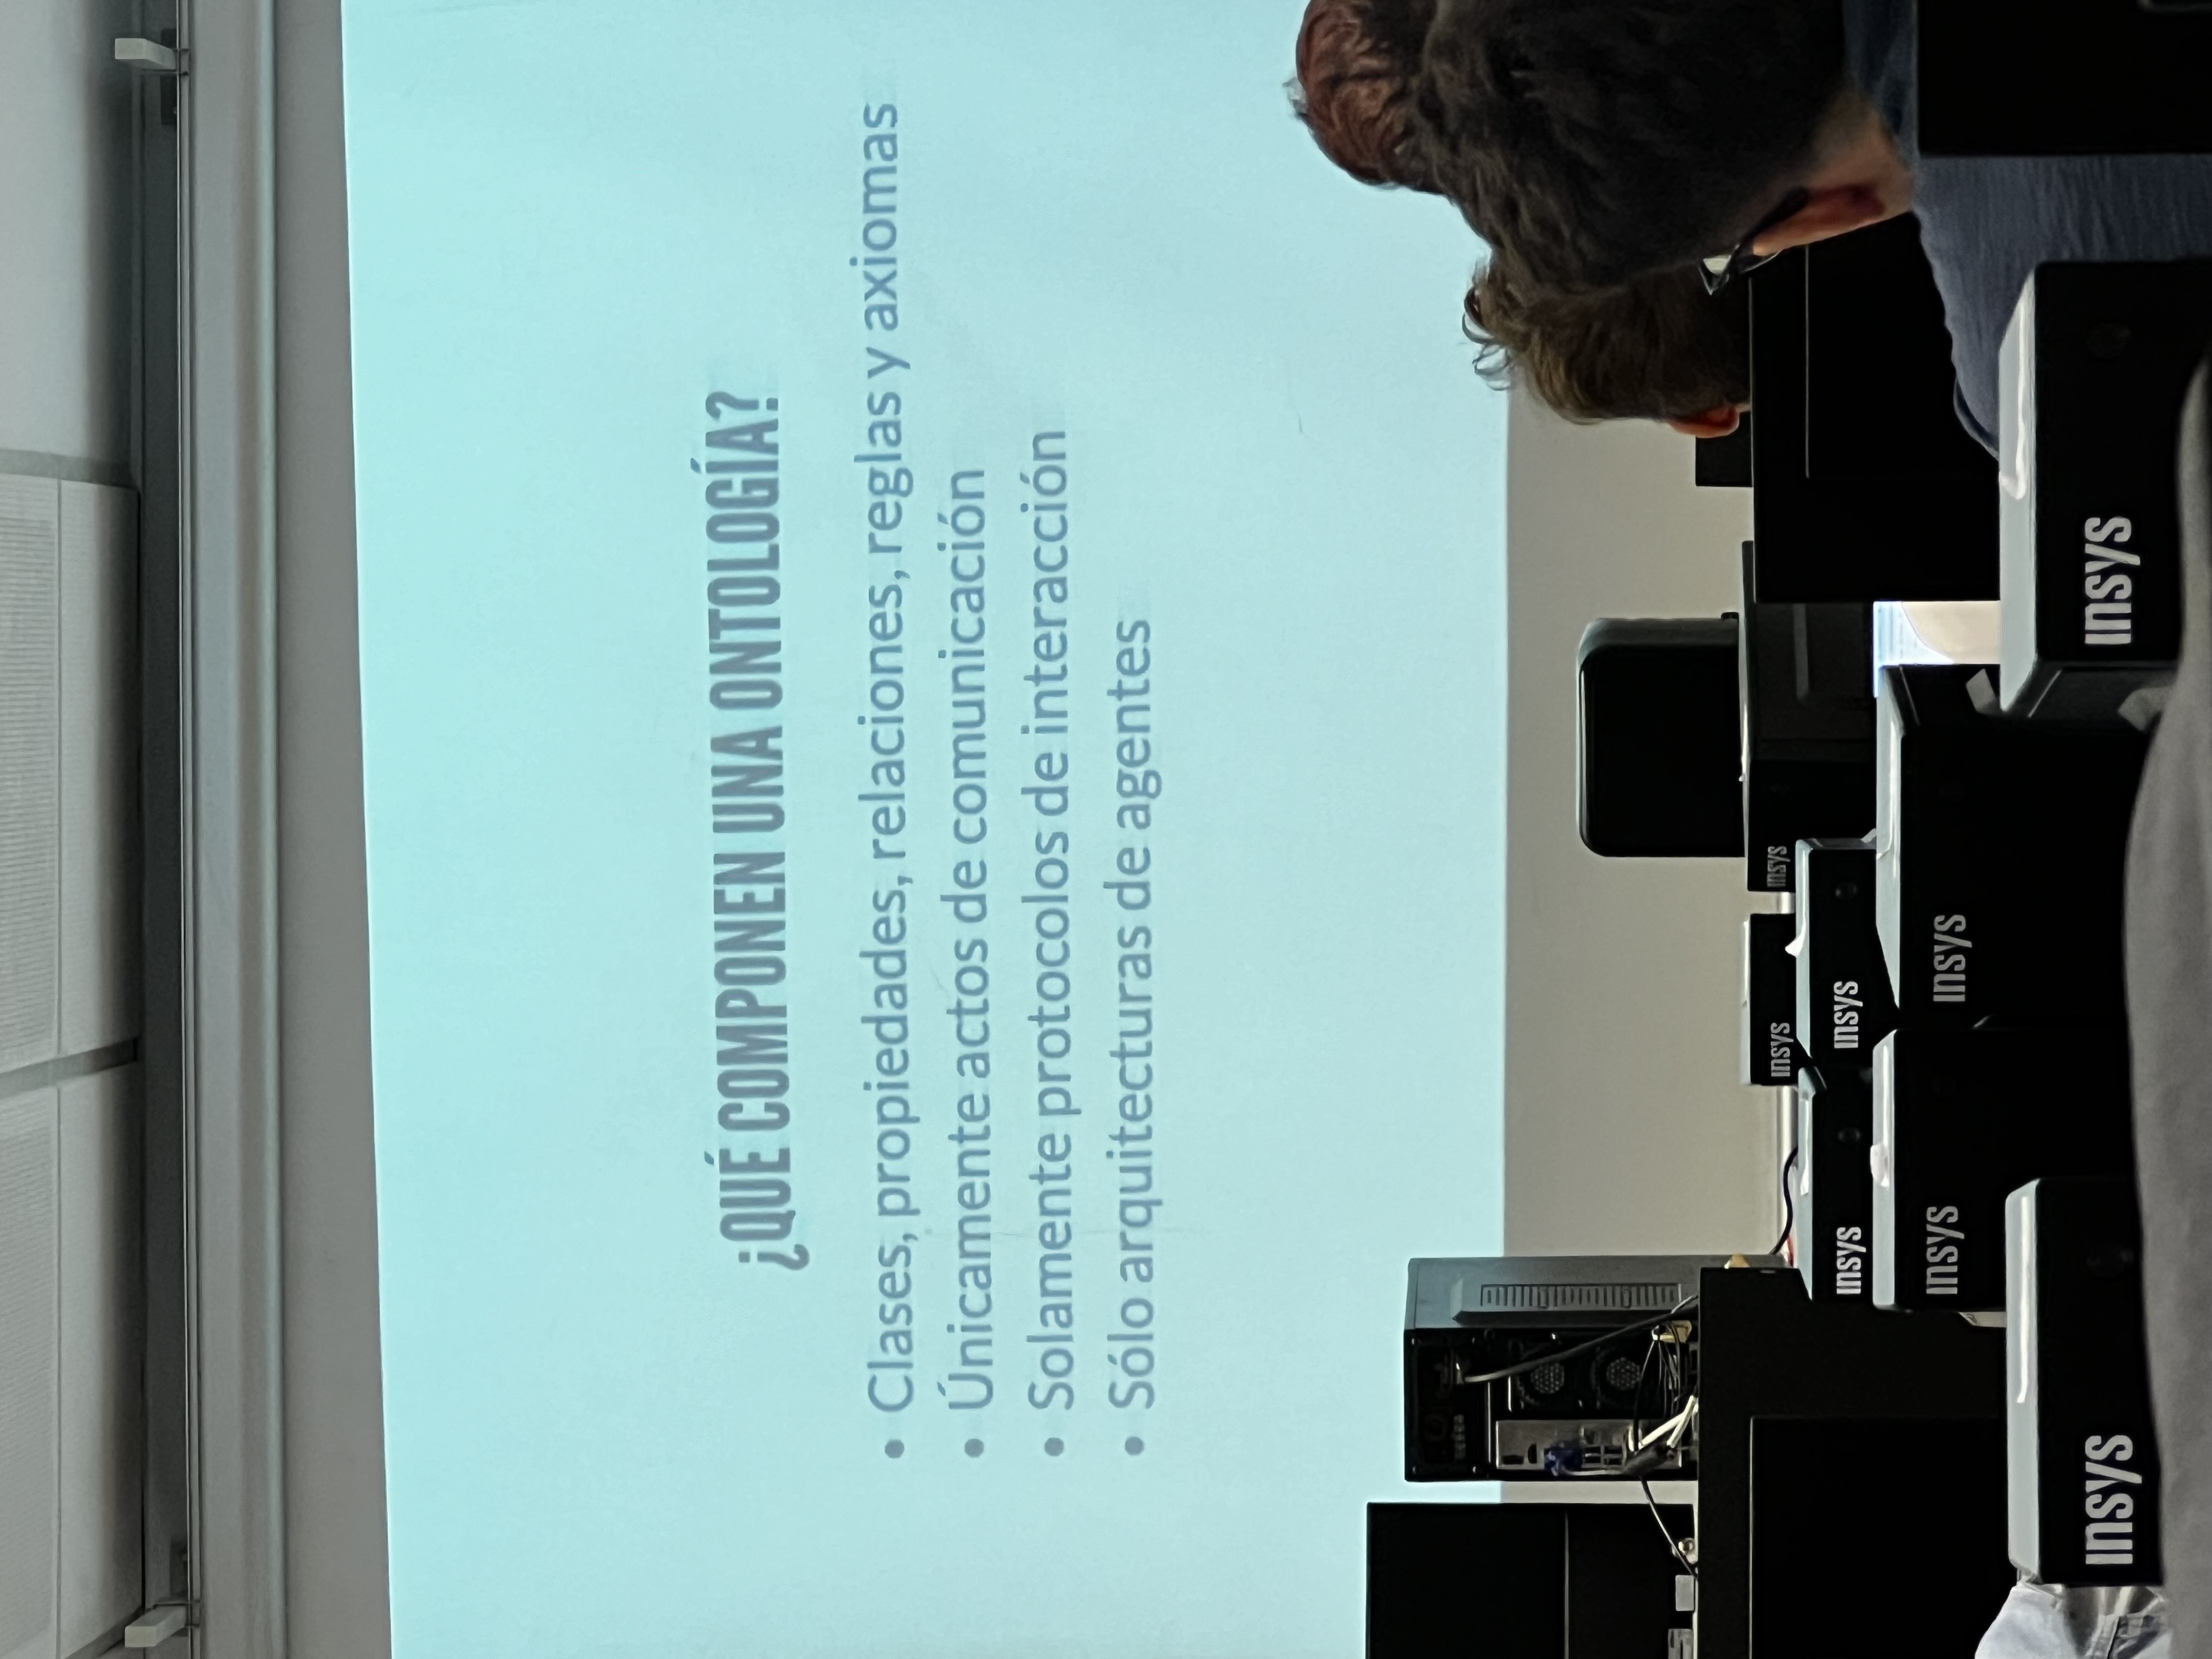 ¿QUÉ COMPONEN UNA ONTOLOGÍA?
• Clases, propiedades, relaciones, reglas y axiomas
• Únicamente actos de comunicación
• Solamente protocolos de interacción
• Sólo arquitecturas de agentes
insys
insys
insys
insys
insys
insys
insys
insys